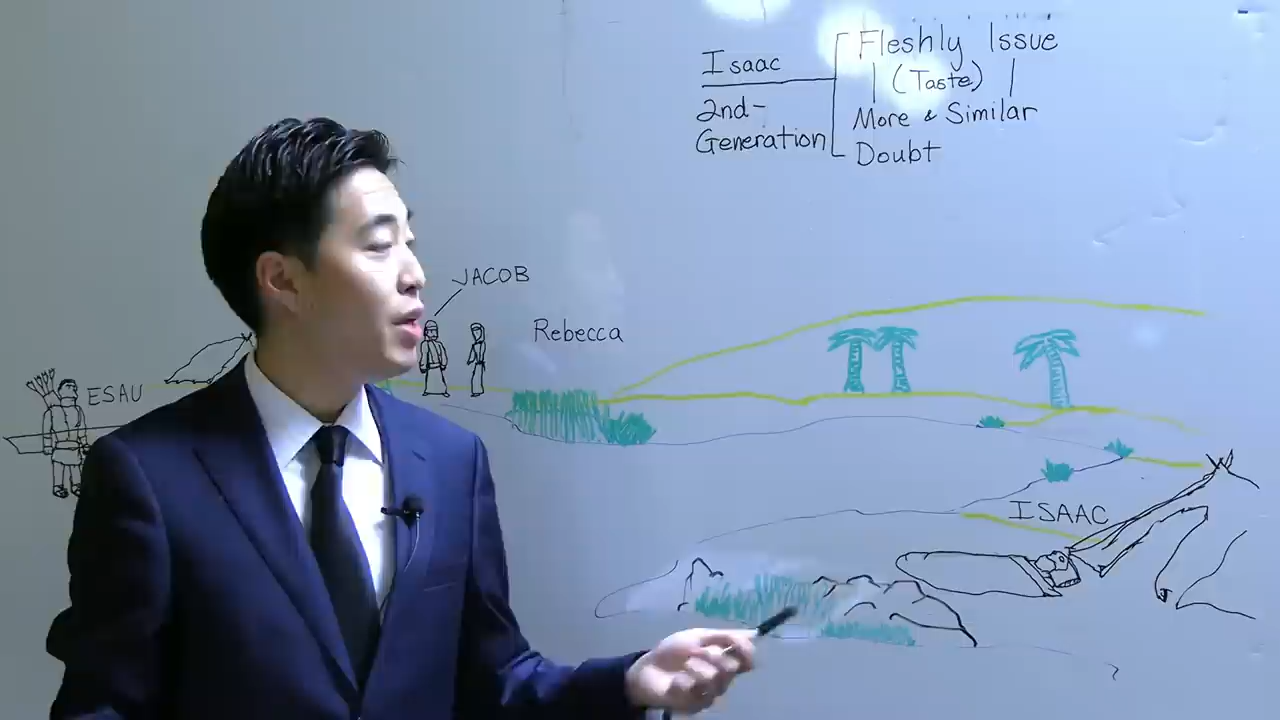 Isaac
2nd-
Generation
Fleshly Issue
(Taste)
More & Similar
Doubt
JACOB
Rebecca
ESAU
ISAAC